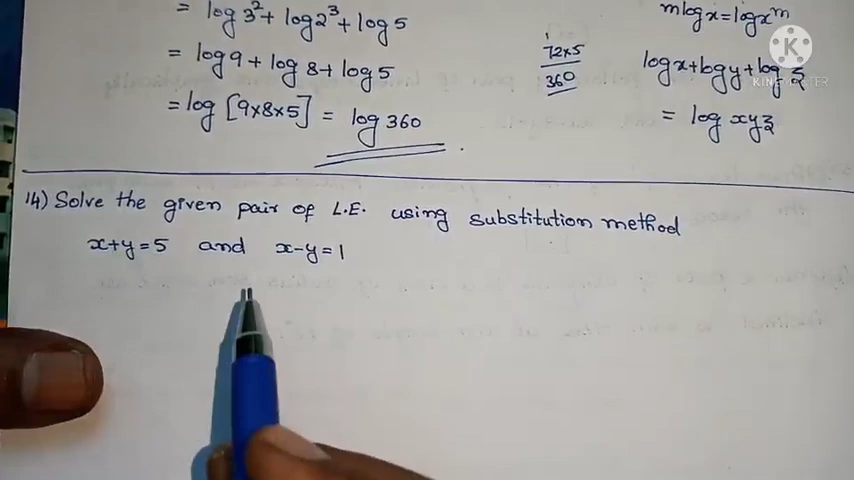 = log 3² + log 2³ + log 5
= log 9 + log 8 + log 5
= log [9×8×5] = log 360
72×5
360
m log x = log xᵐ
log x + log y + log z
= log xyz
K
KINEMASTER
14) Solve the given pair of L.E. using substitution method
x+y=5 and x-y=1